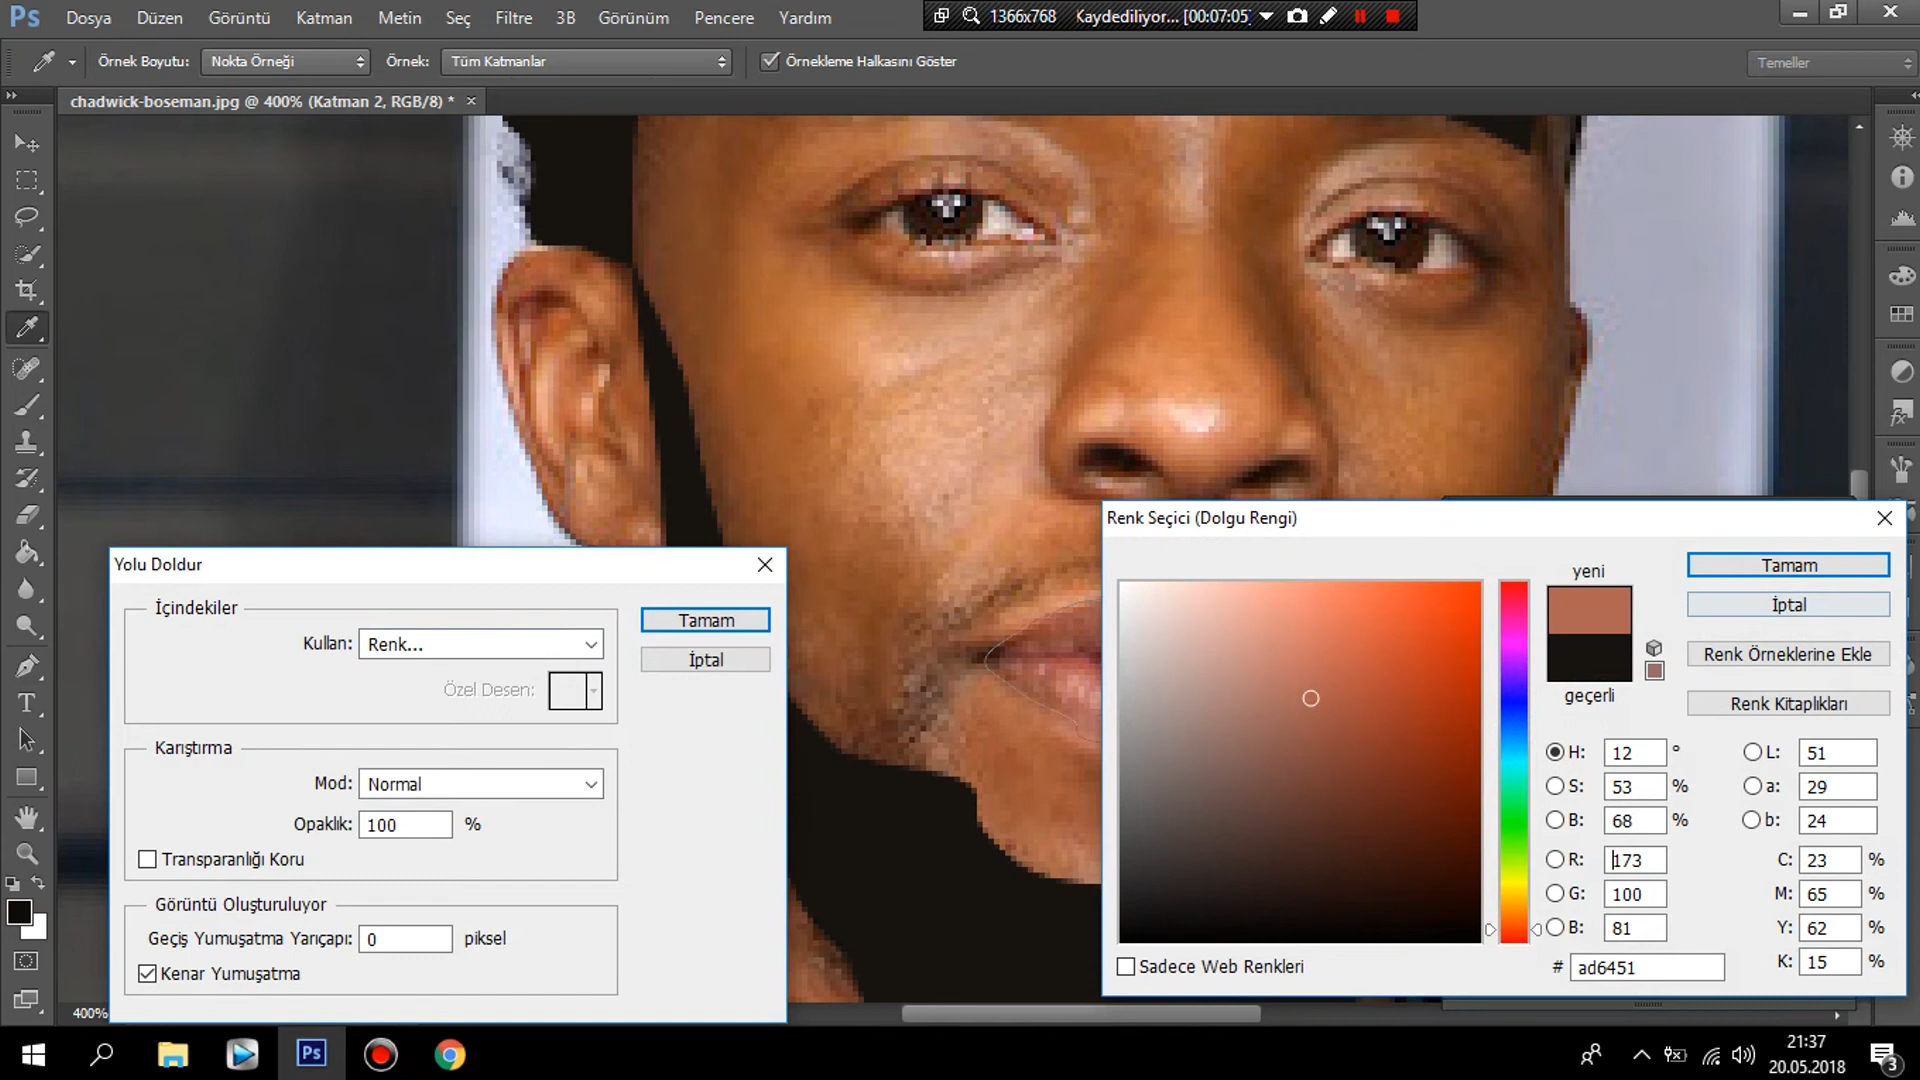 Ps Dosya Düzen Görüntü Katman Metin Seç Filtre 3B Görünüm Pencere Yardım 1366x768 Kaydediliyor... [00:07:05]
Örnek Boyutu: Nokta Örneği Örnek: Tüm Katmanlar Örnekleme Halkasını Göster Temeller
chadwick-boseman.jpg @ 400% (Katman 2, RGB/8) *
Yolu Doldur
İçindekiler
Kullan: Renk...
Özel Desen:
Tamam
İptal
Karıştırma
Mod: Normal
Opaklık: 100 %
Transparanlığı Koru
Görüntü Oluşturuluyor
Geçiş Yumuşatma Yarıçapı: 0 piksel
Kenar Yumuşatma
Renk Seçici (Dolgu Rengi)
yeni
geçerli
Tamam
İptal
Renk Örneklerine Ekle
Renk Kitaplıkları
H: 12 ° L: 51
S: 53 % a: 29
B: 68 % b: 24
R: 173 C: 23 %
G: 100 M: 65 %
B: 81 Y: 62 %
# ad6451 K: 15 %
Sadece Web Renkleri
400%
Ps
21:37
20.05.2018
3